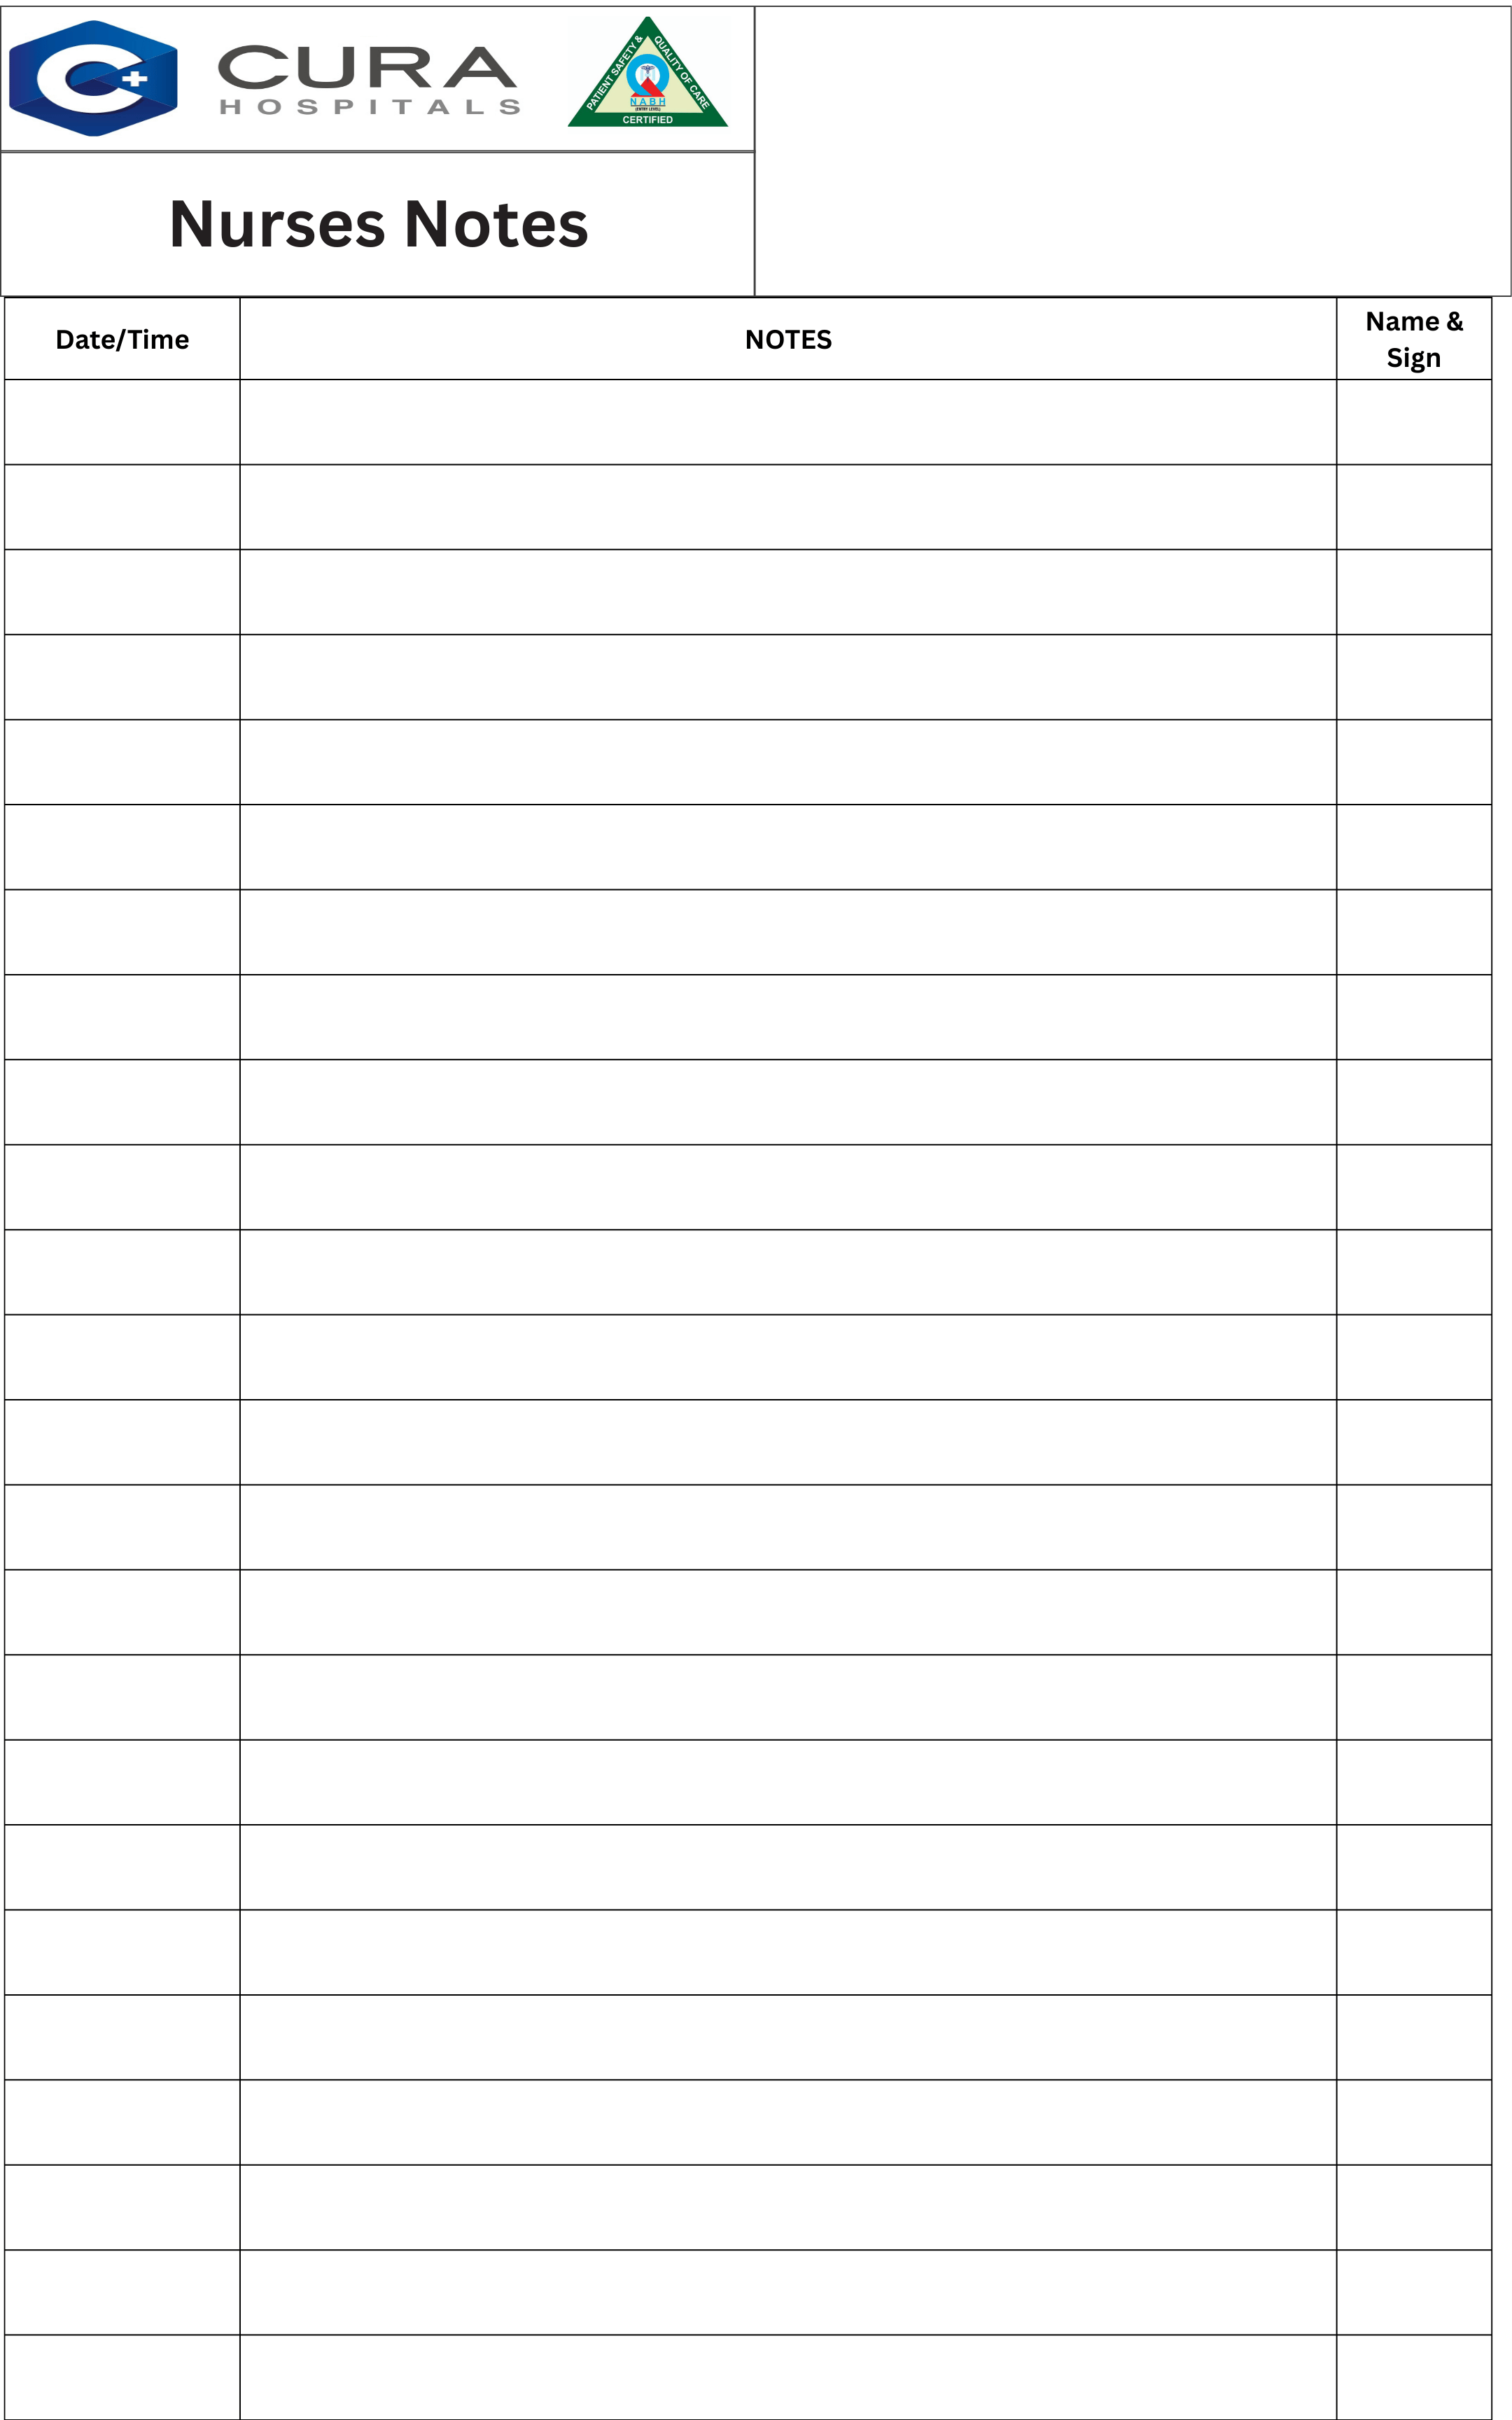 CURA
HOSPITALS
PATIENT SAFETY & QUALITY OF CARE
NABH
(ENTRY LEVEL)
CERTIFIED
Nurses Notes
Date/Time NOTES Name &
Sign